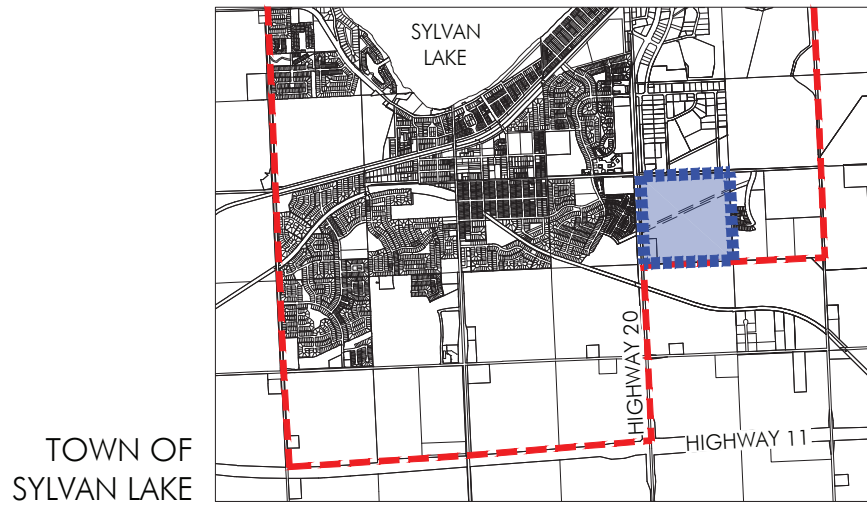 SYLVAN
LAKE
HIGHWAY 20
HIGHWAY 11
TOWN OF
SYLVAN LAKE